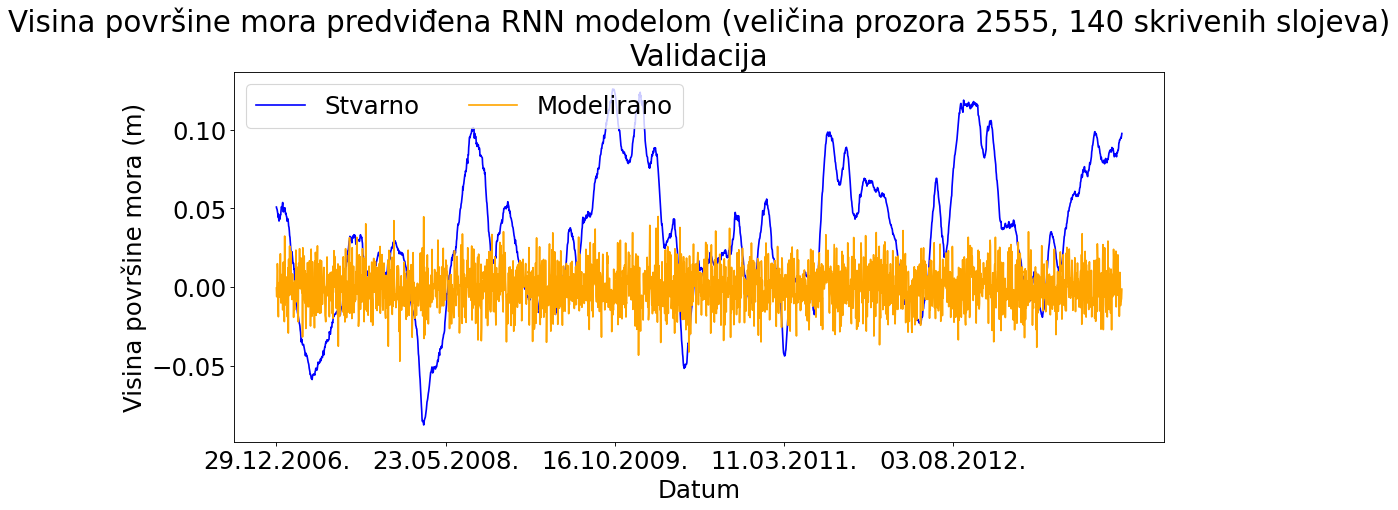 Visina površine mora predviđena RNN modelom (veličina prozora 2555, 140 skrivenih slojeva)
Validacija
Stvarno Modelirano
Visina površine mora (m)
0.10
0.05
0.00
−0.05
29.12.2006. 23.05.2008. 16.10.2009. 11.03.2011. 03.08.2012.
Datum